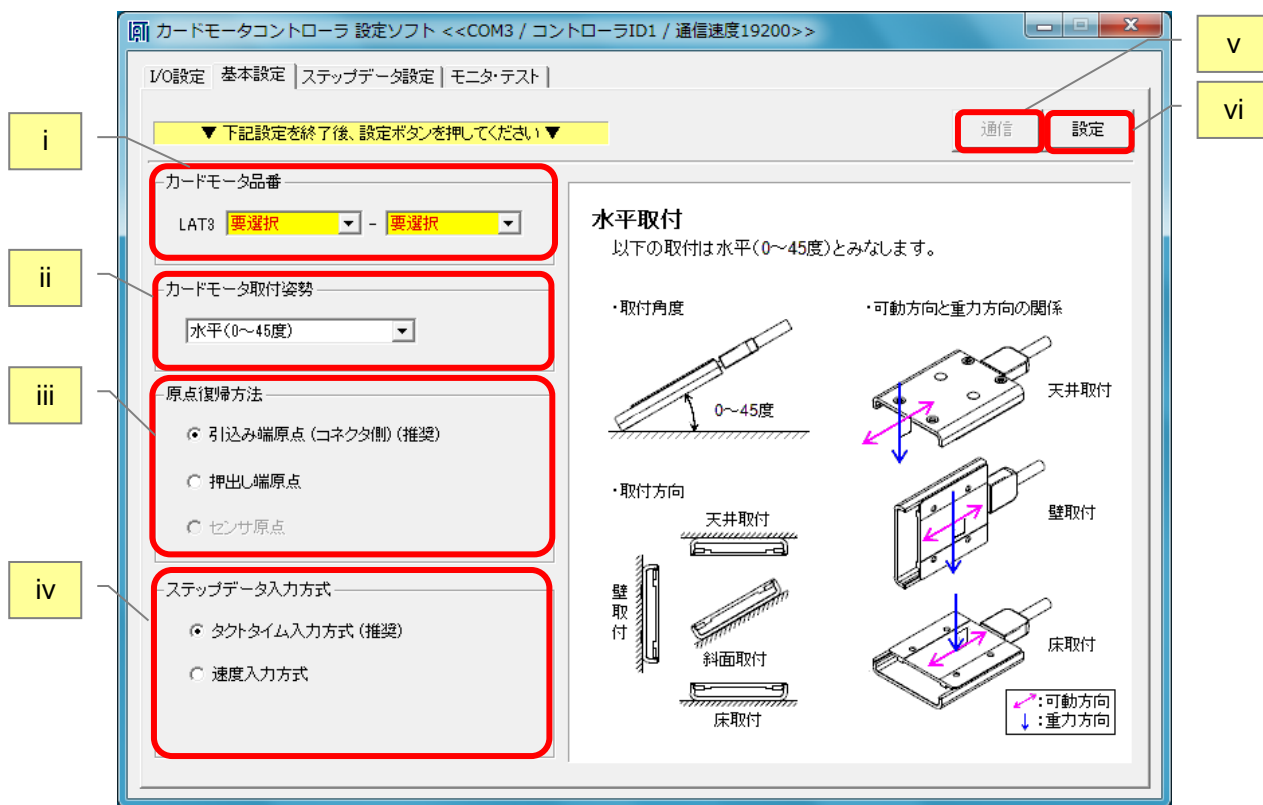 カードモータコントローラ 設定ソフト <<COM3 / コントローラID1 / 通信速度19200>>
v
vi
I/O設定 基本設定 ステップデータ設定 モニタ・テスト
▼ 下記設定を終了後、設定ボタンを押してください ▼
通信
設定
i
カードモータ品番
LAT3 要選択 - 要選択
ii
カードモータ取付姿勢
水平(0～45度)
iii
原点復帰方法
引込み端原点 (コネクタ側) (推奨)
押出し端原点
センサ原点
iv
ステップデータ入力方式
タクトタイム入力方式 (推奨)
速度入力方式
水平取付
以下の取付は水平(0～45度)とみなします。
・取付角度
0～45度
・取付方向
天井取付
壁取付
斜面取付
床取付
・可動方向と重力方向の関係
天井取付
壁取付
床取付
:可動方向
:重力方向